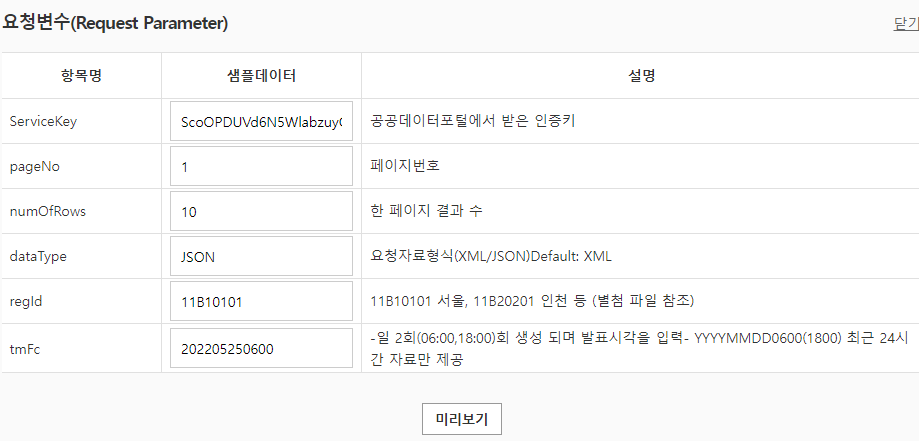 요청변수(Request Parameter)
닫기
항목명 샘플데이터 설명
ServiceKey ScoOPDUVd6N5Wlabzuy 공공데이터포털에서 받은 인증키
pageNo 1 페이지번호
numOfRows 10 한 페이지 결과 수
dataType JSON 요청자료형식(XML/JSON)Default: XML
regId 11B10101 11B10101 서울, 11B20201 인천 등 (별첨 파일 참조)
tmFc 202205250600 -일 2회(06:00,18:00)회 생성 되며 발표시각을 입력- YYYYMMDD0600(1800) 최근 24시
간 자료만 제공
미리보기